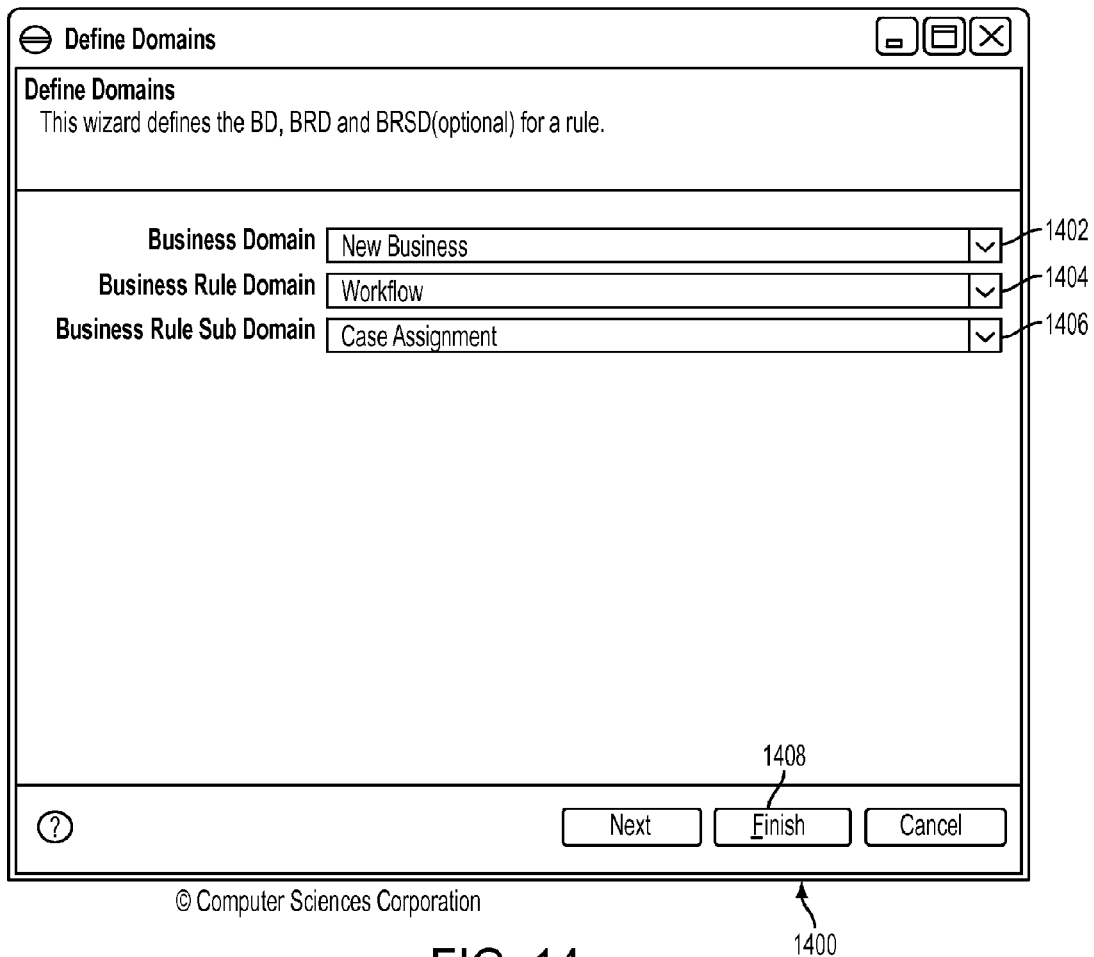 Define Domains
Define Domains
This wizard defines the BD, BRD and BRSD(optional) for a rule.
Business Domain New Business 1402
Business Rule Domain Workflow 1404
Business Rule Sub Domain Case Assignment 1406
1408
? Next Finish Cancel
© Computer Sciences Corporation
1400
FIG. 14